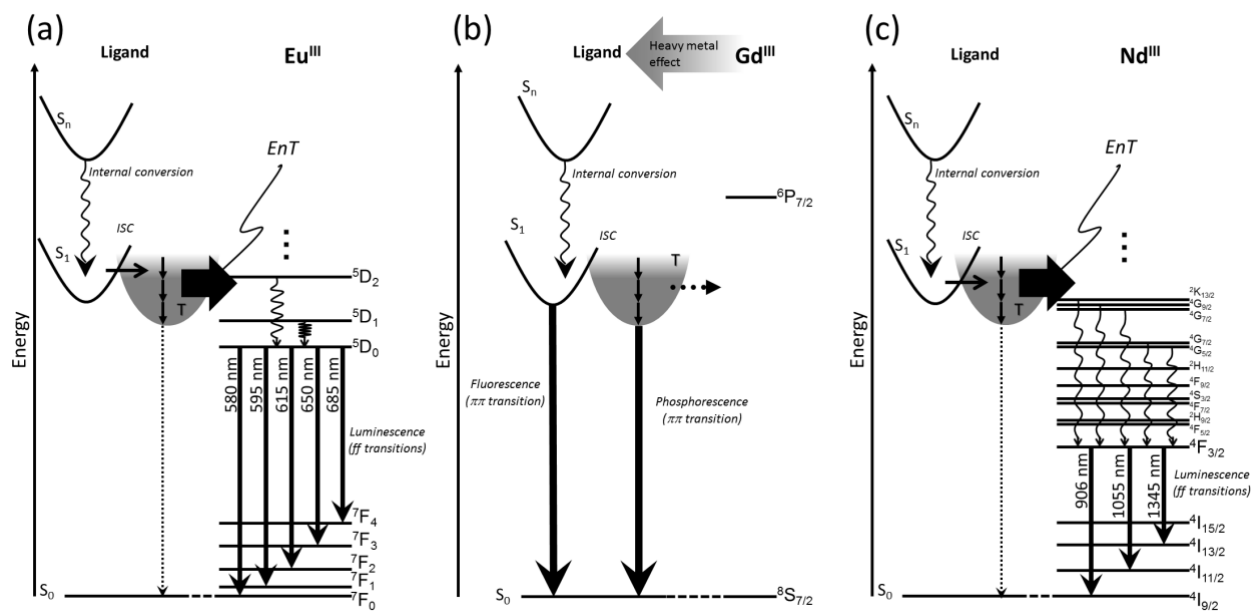 (a)
Ligand
Euᴵᴵᴵ
Energy
Sₙ
EnT
Internal conversion
S₁
ISC
T
⁵D₂
⁵D₁
⁵D₀
580 nm
595 nm
615 nm
650 nm
685 nm
Luminescence
(ff transitions)
⁷F₄
⁷F₃
⁷F₂
⁷F₁
S₀
⁷F₀
(b)
Ligand
Heavy metal
effect
Gdᴵᴵᴵ
Energy
Sₙ
Internal conversion
⁶P₇/₂
S₁
ISC
T
Fluorescence
(ππ transition)
Phosphorescence
(ππ transition)
S₀
⁸S₇/₂
(c)
Ligand
Ndᴵᴵᴵ
Energy
Sₙ
EnT
Internal conversion
S₁
ISC
T
²K₁₃/₂
⁴G₉/₂
⁴G₇/₂
⁴G₇/₂
⁴G₅/₂
²H₁₁/₂
⁴F₉/₂
⁴S₃/₂
⁴F₇/₂
²H₉/₂
⁴F₅/₂
⁴F₃/₂
906 nm
1055 nm
1345 nm
Luminescence
(ff transitions)
⁴I₁₅/₂
⁴I₁₃/₂
⁴I₁₁/₂
S₀
⁴I₉/₂